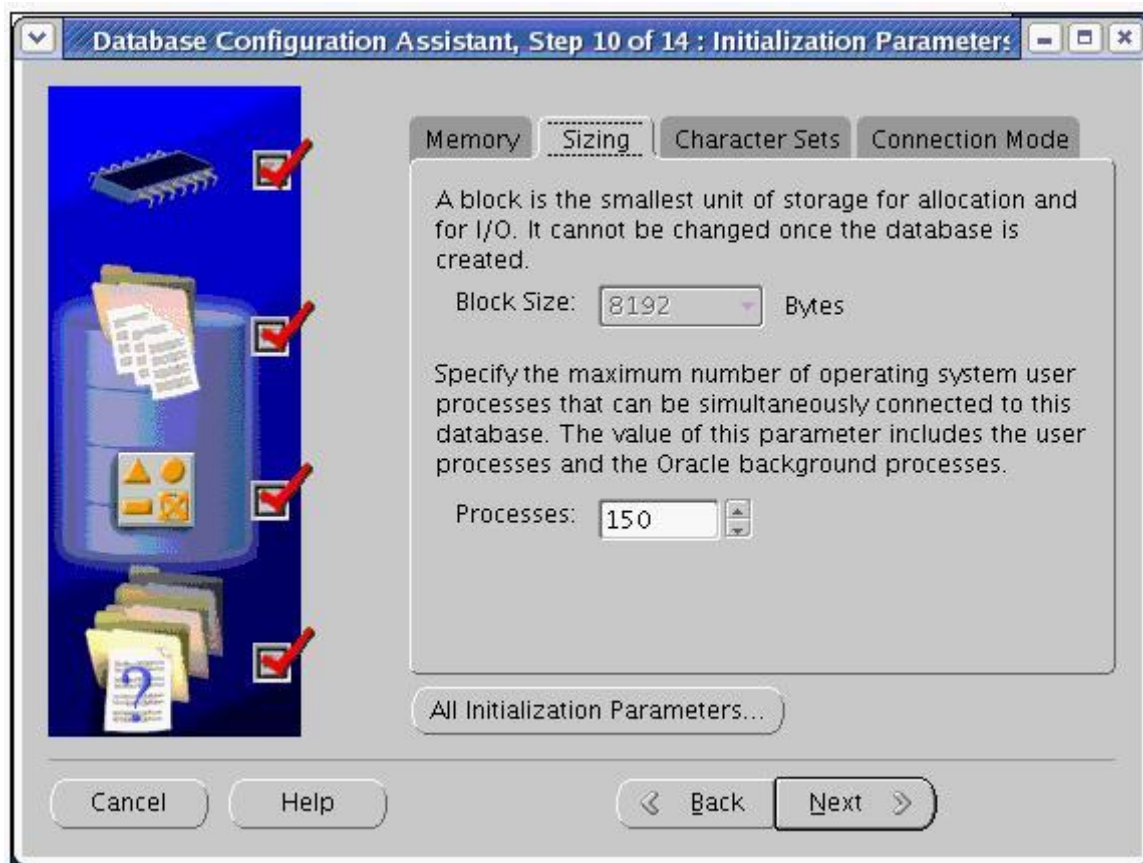 Database Configuration Assistant, Step 10 of 14 : Initialization Parameters
Memory
Sizing
Character Sets
Connection Mode
A block is the smallest unit of storage for allocation and
for I/O. It cannot be changed once the database is
created.
Block Size:
8192
Bytes
Specify the maximum number of operating system user
processes that can be simultaneously connected to this
database. The value of this parameter includes the user
processes and the Oracle background processes.
Processes:
150
?
All Initialization Parameters...
Cancel
Help
Back
Next